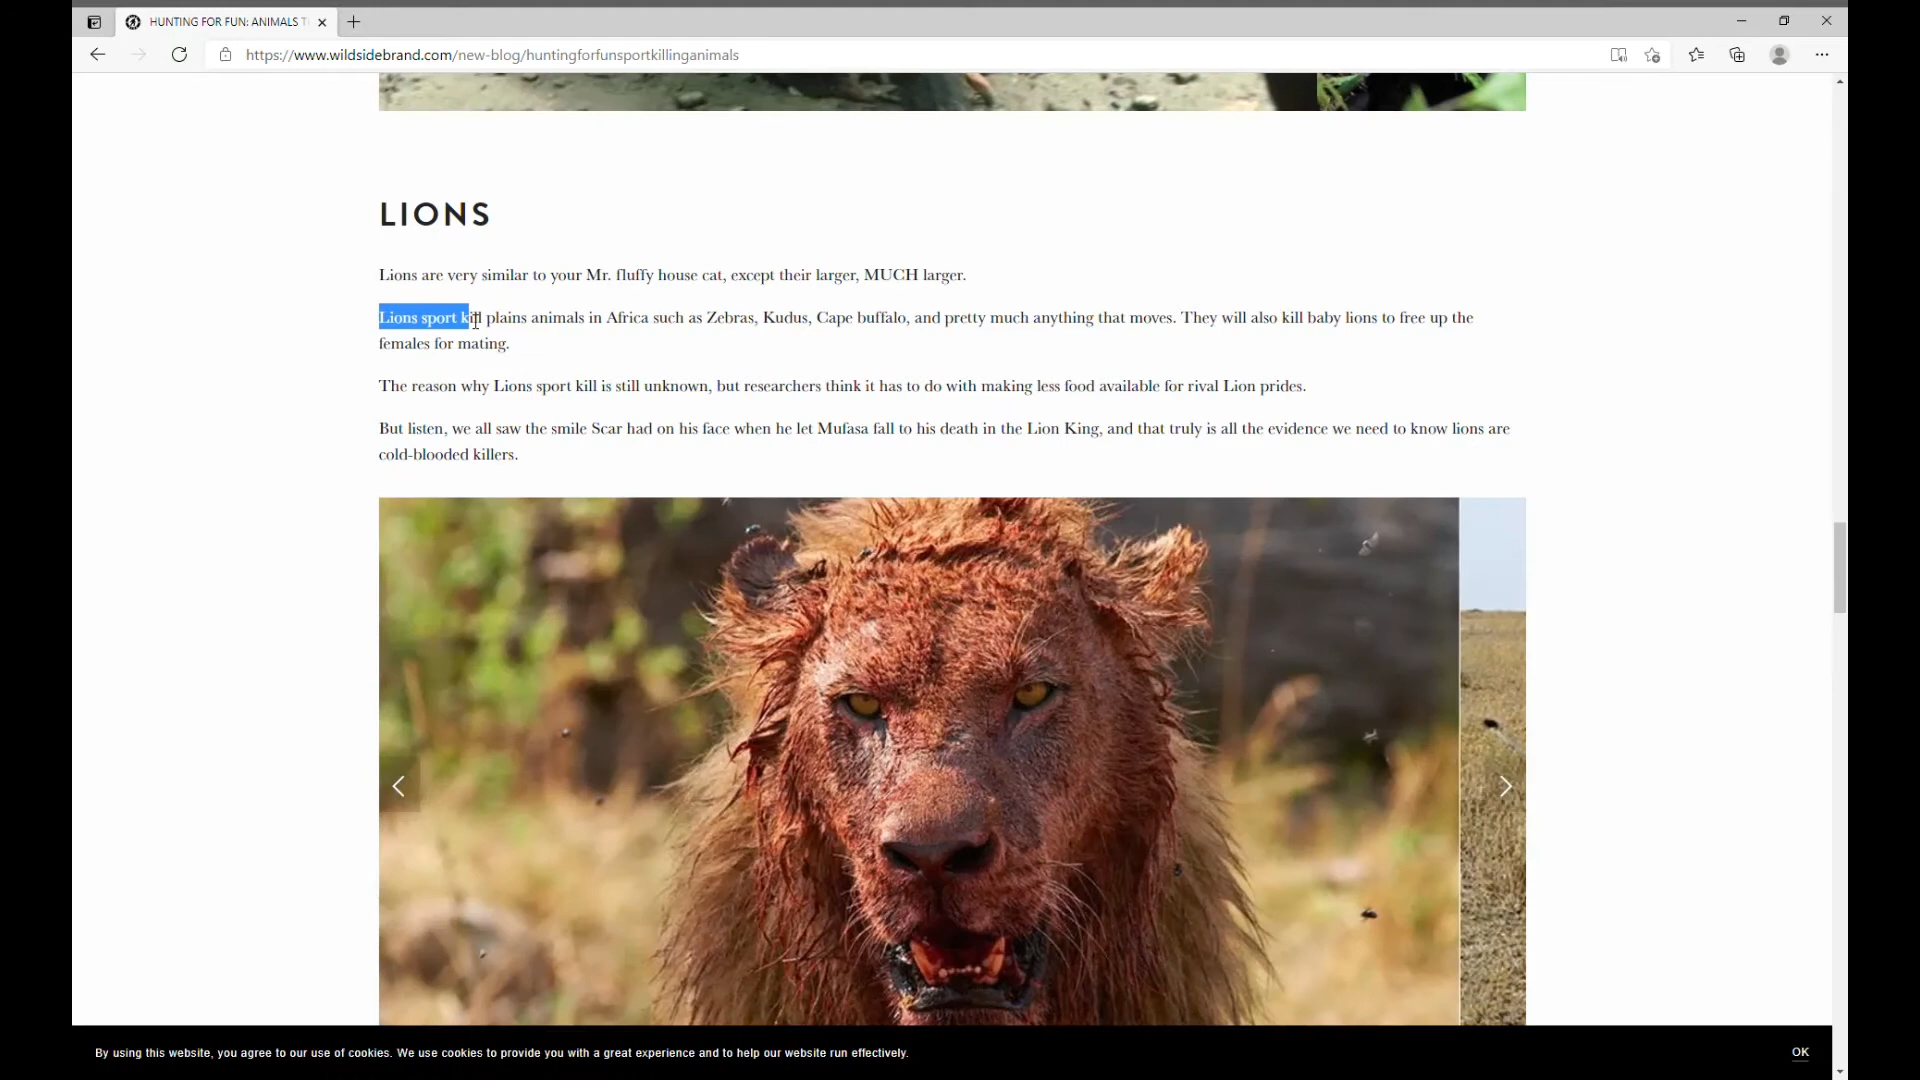 HUNTING FOR FUN: ANIMALS T
https://www.wildsidebrand.com/new-blog/huntingforfunsportkillinganimals
LIONS
Lions are very similar to your Mr. fluffy house cat, except their larger, MUCH larger.
Lions sport kill plains animals in Africa such as Zebras, Kudus, Cape buffalo, and pretty much anything that moves. They will also kill baby lions to free up the
females for mating.
The reason why Lions sport kill is still unknown, but researchers think it has to do with making less food available for rival Lion prides.
But listen, we all saw the smile Scar had on his face when he let Mufasa fall to his death in the Lion King, and that truly is all the evidence we need to know lions are
cold-blooded killers.
By using this website, you agree to our use of cookies. We use cookies to provide you with a great experience and to help our website run effectively.
OK